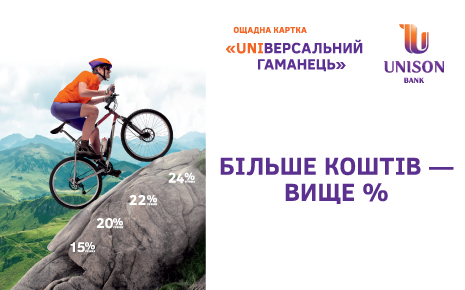 ОЩАДНА КАРТКА
«UNIВЕРСАЛЬНИЙ
ГАМАНЕЦЬ»
UNISON
BANK
БІЛЬШЕ КОШТІВ —
ВИЩЕ %
24%
22%
20%
15%